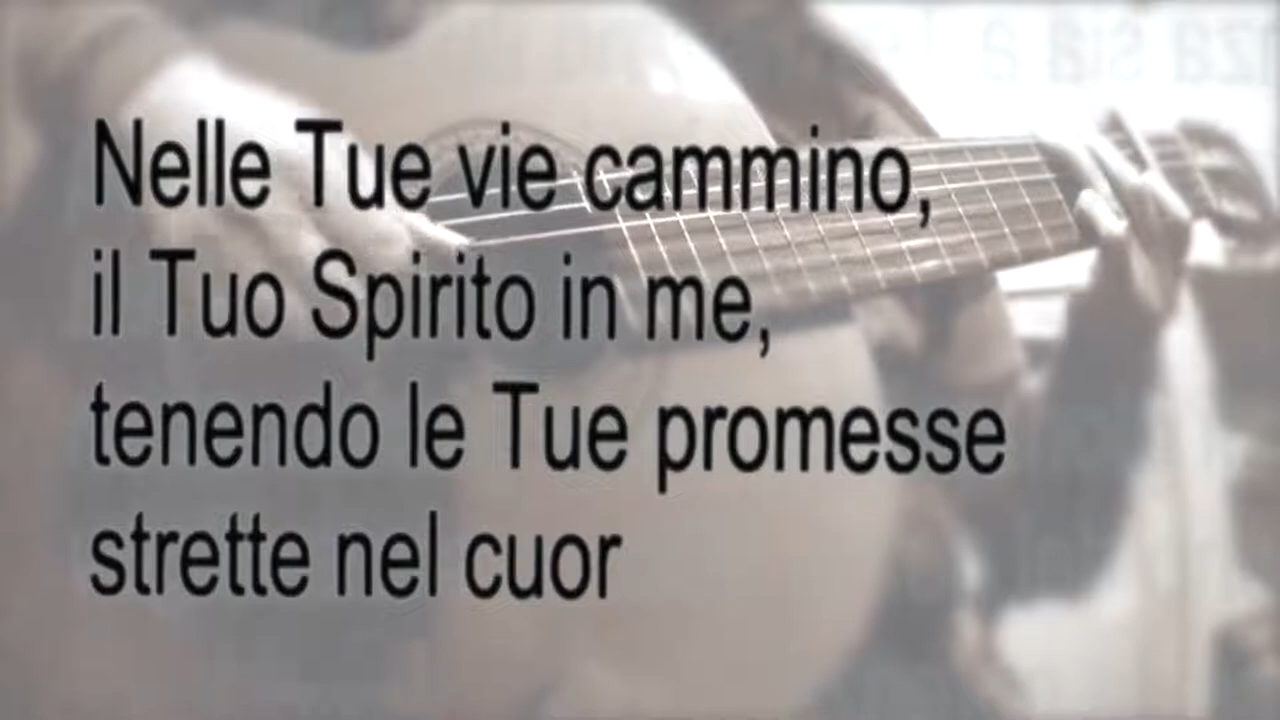 Nelle Tue vie cammino,
il Tuo Spirito in me,
tenendo le Tue promesse
strette nel cuor